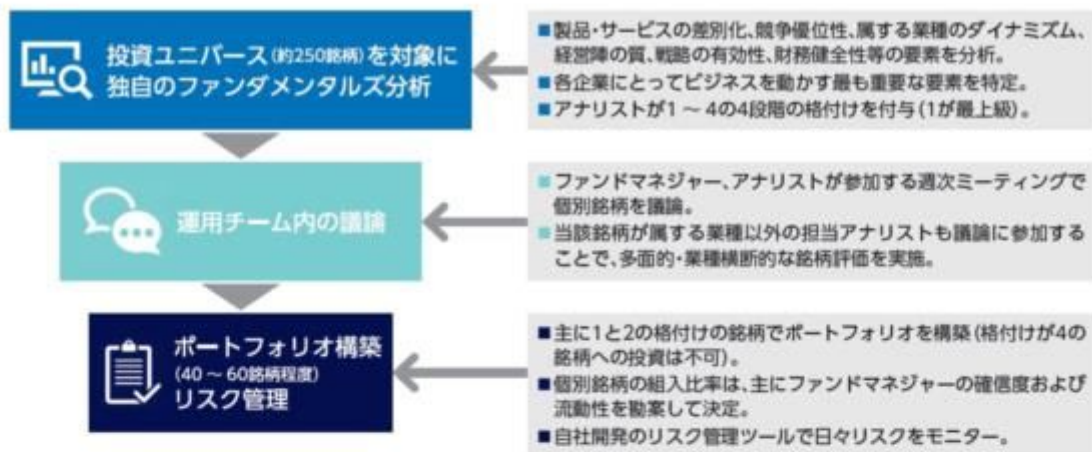 投資ユニバース(約250銘柄)を対象に
独自のファンダメンタルズ分析
■製品・サービスの差別化、競争優位性、属する業種のダイナミズム、
経営陣の質、戦略の有効性、財務健全性等の要素を分析。
■各企業にとってビジネスを動かす最も重要な要素を特定。
■アナリストが1 ～ 4の4段階の格付けを付与(1が最上級)。
運用チーム内の議論
■ファンドマネジャー、アナリストが参加する週次ミーティングで
個別銘柄を議論。
■当該銘柄が属する業種以外の担当アナリストも議論に参加する
ことで、多面的・業種横断的な銘柄評価を実施。
ポートフォリオ構築
(40 ～ 60銘柄程度)
リスク管理
■主に1と2の格付けの銘柄でポートフォリオを構築(格付けが4の
銘柄への投資は不可)。
■個別銘柄の組入比率は、主にファンドマネジャーの確信度および
流動性を勘案して決定。
■自社開発のリスク管理ツールで日々リスクをモニター。